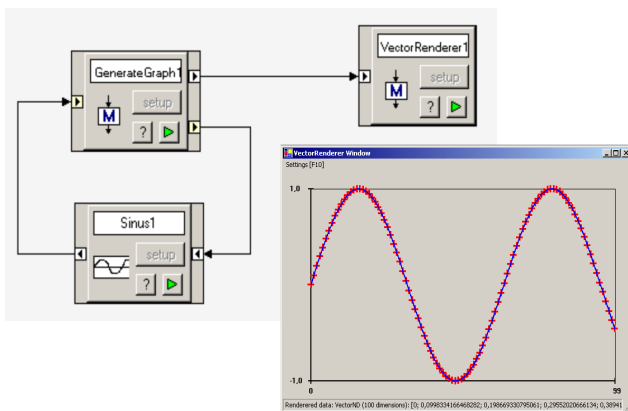 GenerateGraph1
setup
M
?
VectorRenderer1
setup
M
?
Sinus1
setup
?
VectorRenderer Window
Settings [F10]
1,0
-1,0
0
99
Renderered data: VectorND (100 dimensions): [0; 0,0998334166468282; 0,198669330795061; 0,29552020666134; 0,38941